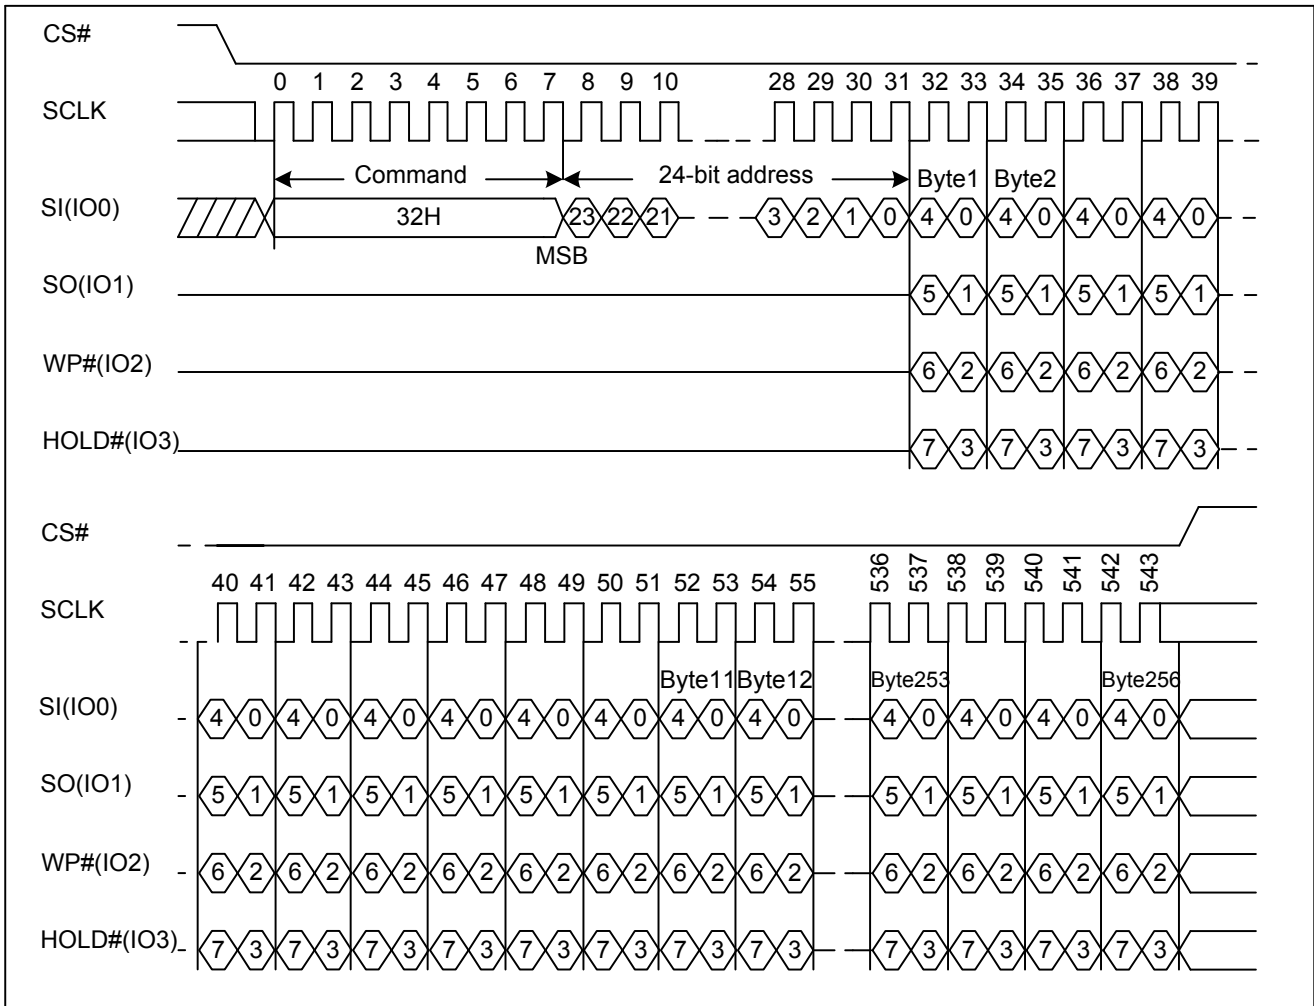 CS#
0 1 2 3 4 5 6 7 8 9 10 28 29 30 31 32 33 34 35 36 37 38 39
SCLK
Command 24-bit address Byte1 Byte2
SI(IO0) 32H 23 22 21 3 2 1 0 4 0 4 0 4 0 4 0
MSB
SO(IO1) 5 1 5 1 5 1 5 1
WP#(IO2) 6 2 6 2 6 2 6 2
HOLD#(IO3) 7 3 7 3 7 3 7 3
CS#
40 41 42 43 44 45 46 47 48 49 50 51 52 53 54 55 536 537 538 539 540 541 542 543
SCLK
Byte11 Byte12 Byte253 Byte256
SI(IO0) 4 0 4 0 4 0 4 0 4 0 4 0 4 0 4 0 4 0 4 0 4 0 4 0
SO(IO1) 5 1 5 1 5 1 5 1 5 1 5 1 5 1 5 1 5 1 5 1 5 1 5 1
WP#(IO2) 6 2 6 2 6 2 6 2 6 2 6 2 6 2 6 2 6 2 6 2 6 2 6 2
HOLD#(IO3) 7 3 7 3 7 3 7 3 7 3 7 3 7 3 7 3 7 3 7 3 7 3 7 3